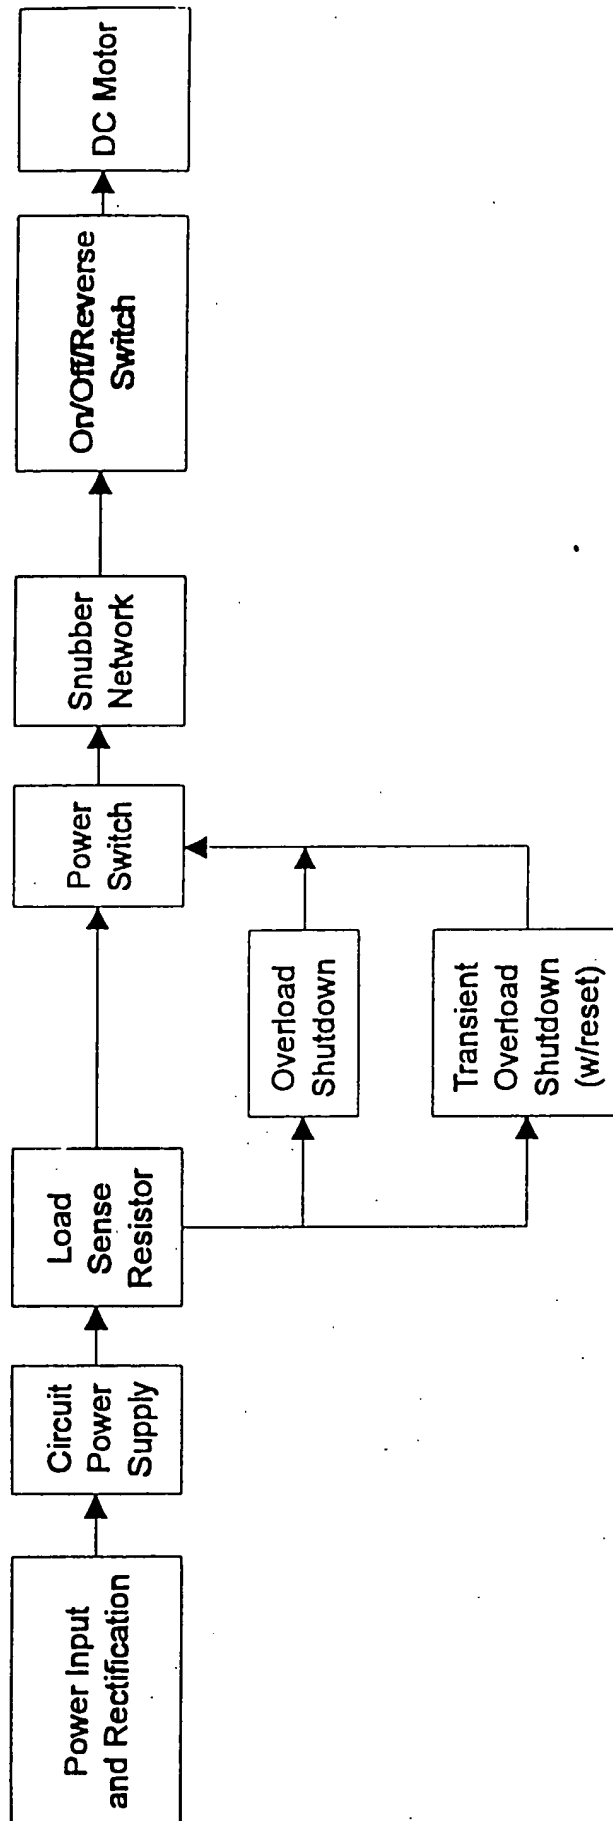 Power Input
and Rectification
Circuit
Power
Supply
Load
Sense
Resistor
Power
Switch
Snubber
Network
On/Off/Reverse
Switch
DC Motor
Overload
Shutdown
Transient
Overload
Shutdown
(w/reset)